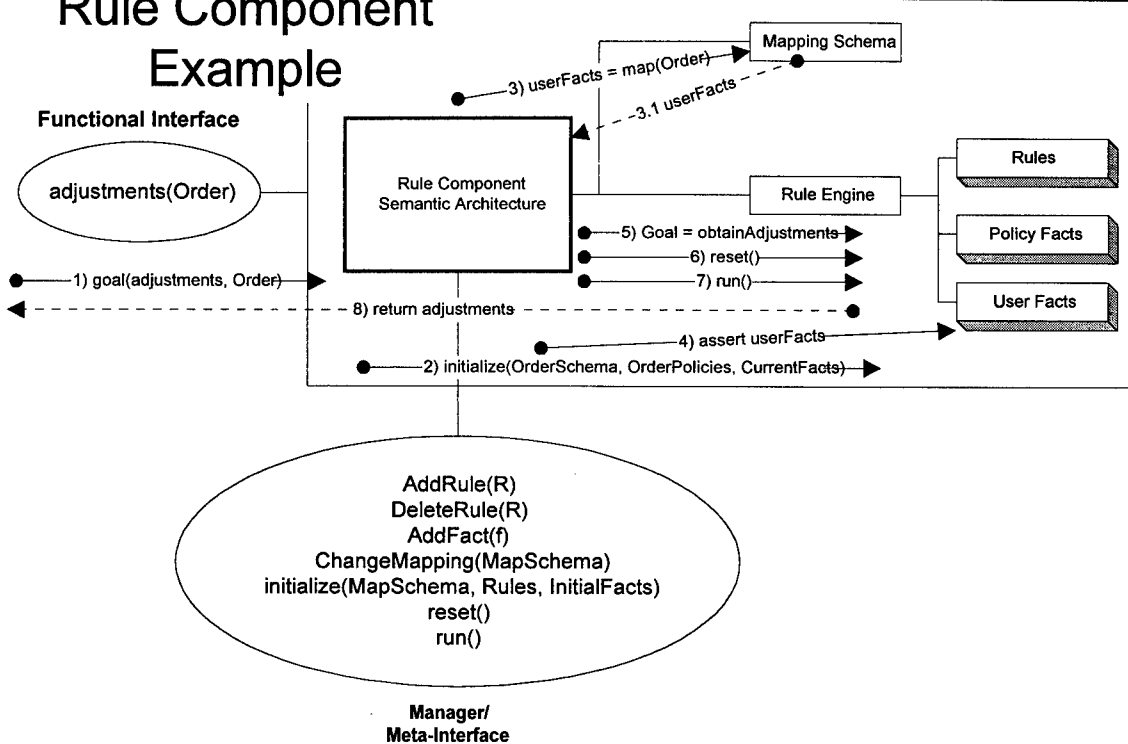 Rule Component
Example
Mapping Schema
3) userFacts = map(Order)
3.1 userFacts
Functional Interface
adjustments(Order)
Rule Component
Semantic Architecture
Rule Engine
Rules
Policy Facts
User Facts
5) Goal = obtainAdjustments
6) reset()
7) run()
1) goal(adjustments, Order)
8) return adjustments
4) assert userFacts
2) initialize(OrderSchema, OrderPolicies, CurrentFacts)
AddRule(R)
DeleteRule(R)
AddFact(f)
ChangeMapping(MapSchema)
initialize(MapSchema, Rules, InitialFacts)
reset()
run()
Manager/
Meta-Interface